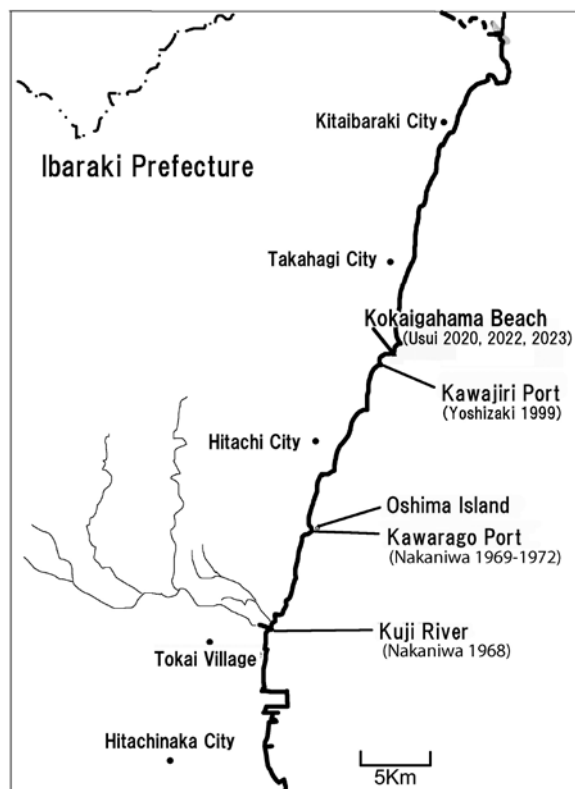 Kitaibaraki City
Ibaraki Prefecture
Takahagi City
Kokaigahama Beach
(Usui 2020, 2022, 2023)
Kawajiri Port
(Yoshizaki 1999)
Hitachi City
Oshima Island
Kawarago Port
(Nakaniwa 1969-1972)
Kuji River
(Nakaniwa 1968)
Tokai Village
Hitachinaka City
5Km